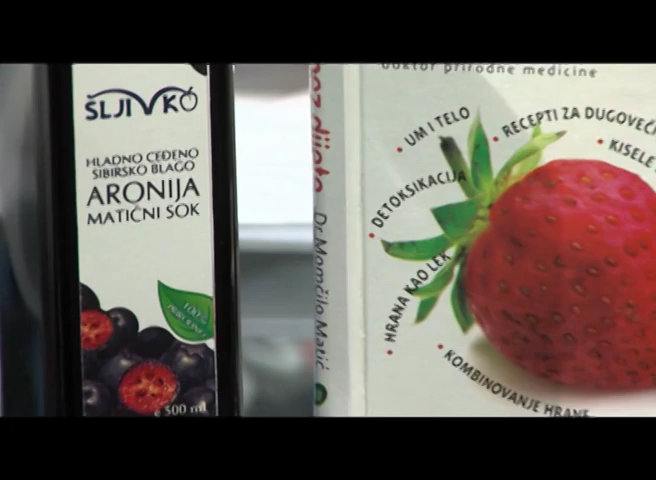 ŠLJIVKO
HLADNO CEĐENO
SIBIRSKO BLAGO
ARONIJA
MATIČNI SOK
100%
e 500 ml
Dr Momčilo Matić
doktor prirodne medicine
UM I TELO
RECEPTI ZA DUGOVEČ
KISELE
DETOKSIKACIJA
HRANA KAO LEK
KOMBINOVANJE HRANE